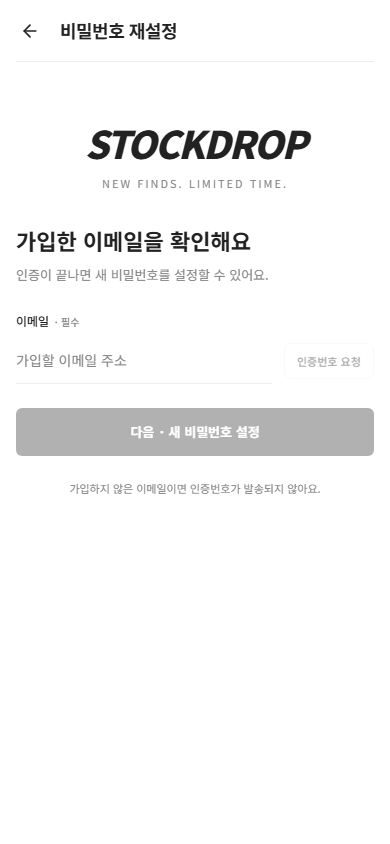 비밀번호 재설정
STOCKDROP
NEW FINDS. LIMITED TIME.
가입한 이메일을 확인해요
인증이 끝나면 새 비밀번호를 설정할 수 있어요.
이메일 · 필수
가입할 이메일 주소
인증번호 요청
다음 · 새 비밀번호 설정
가입하지 않은 이메일이면 인증번호가 발송되지 않아요.